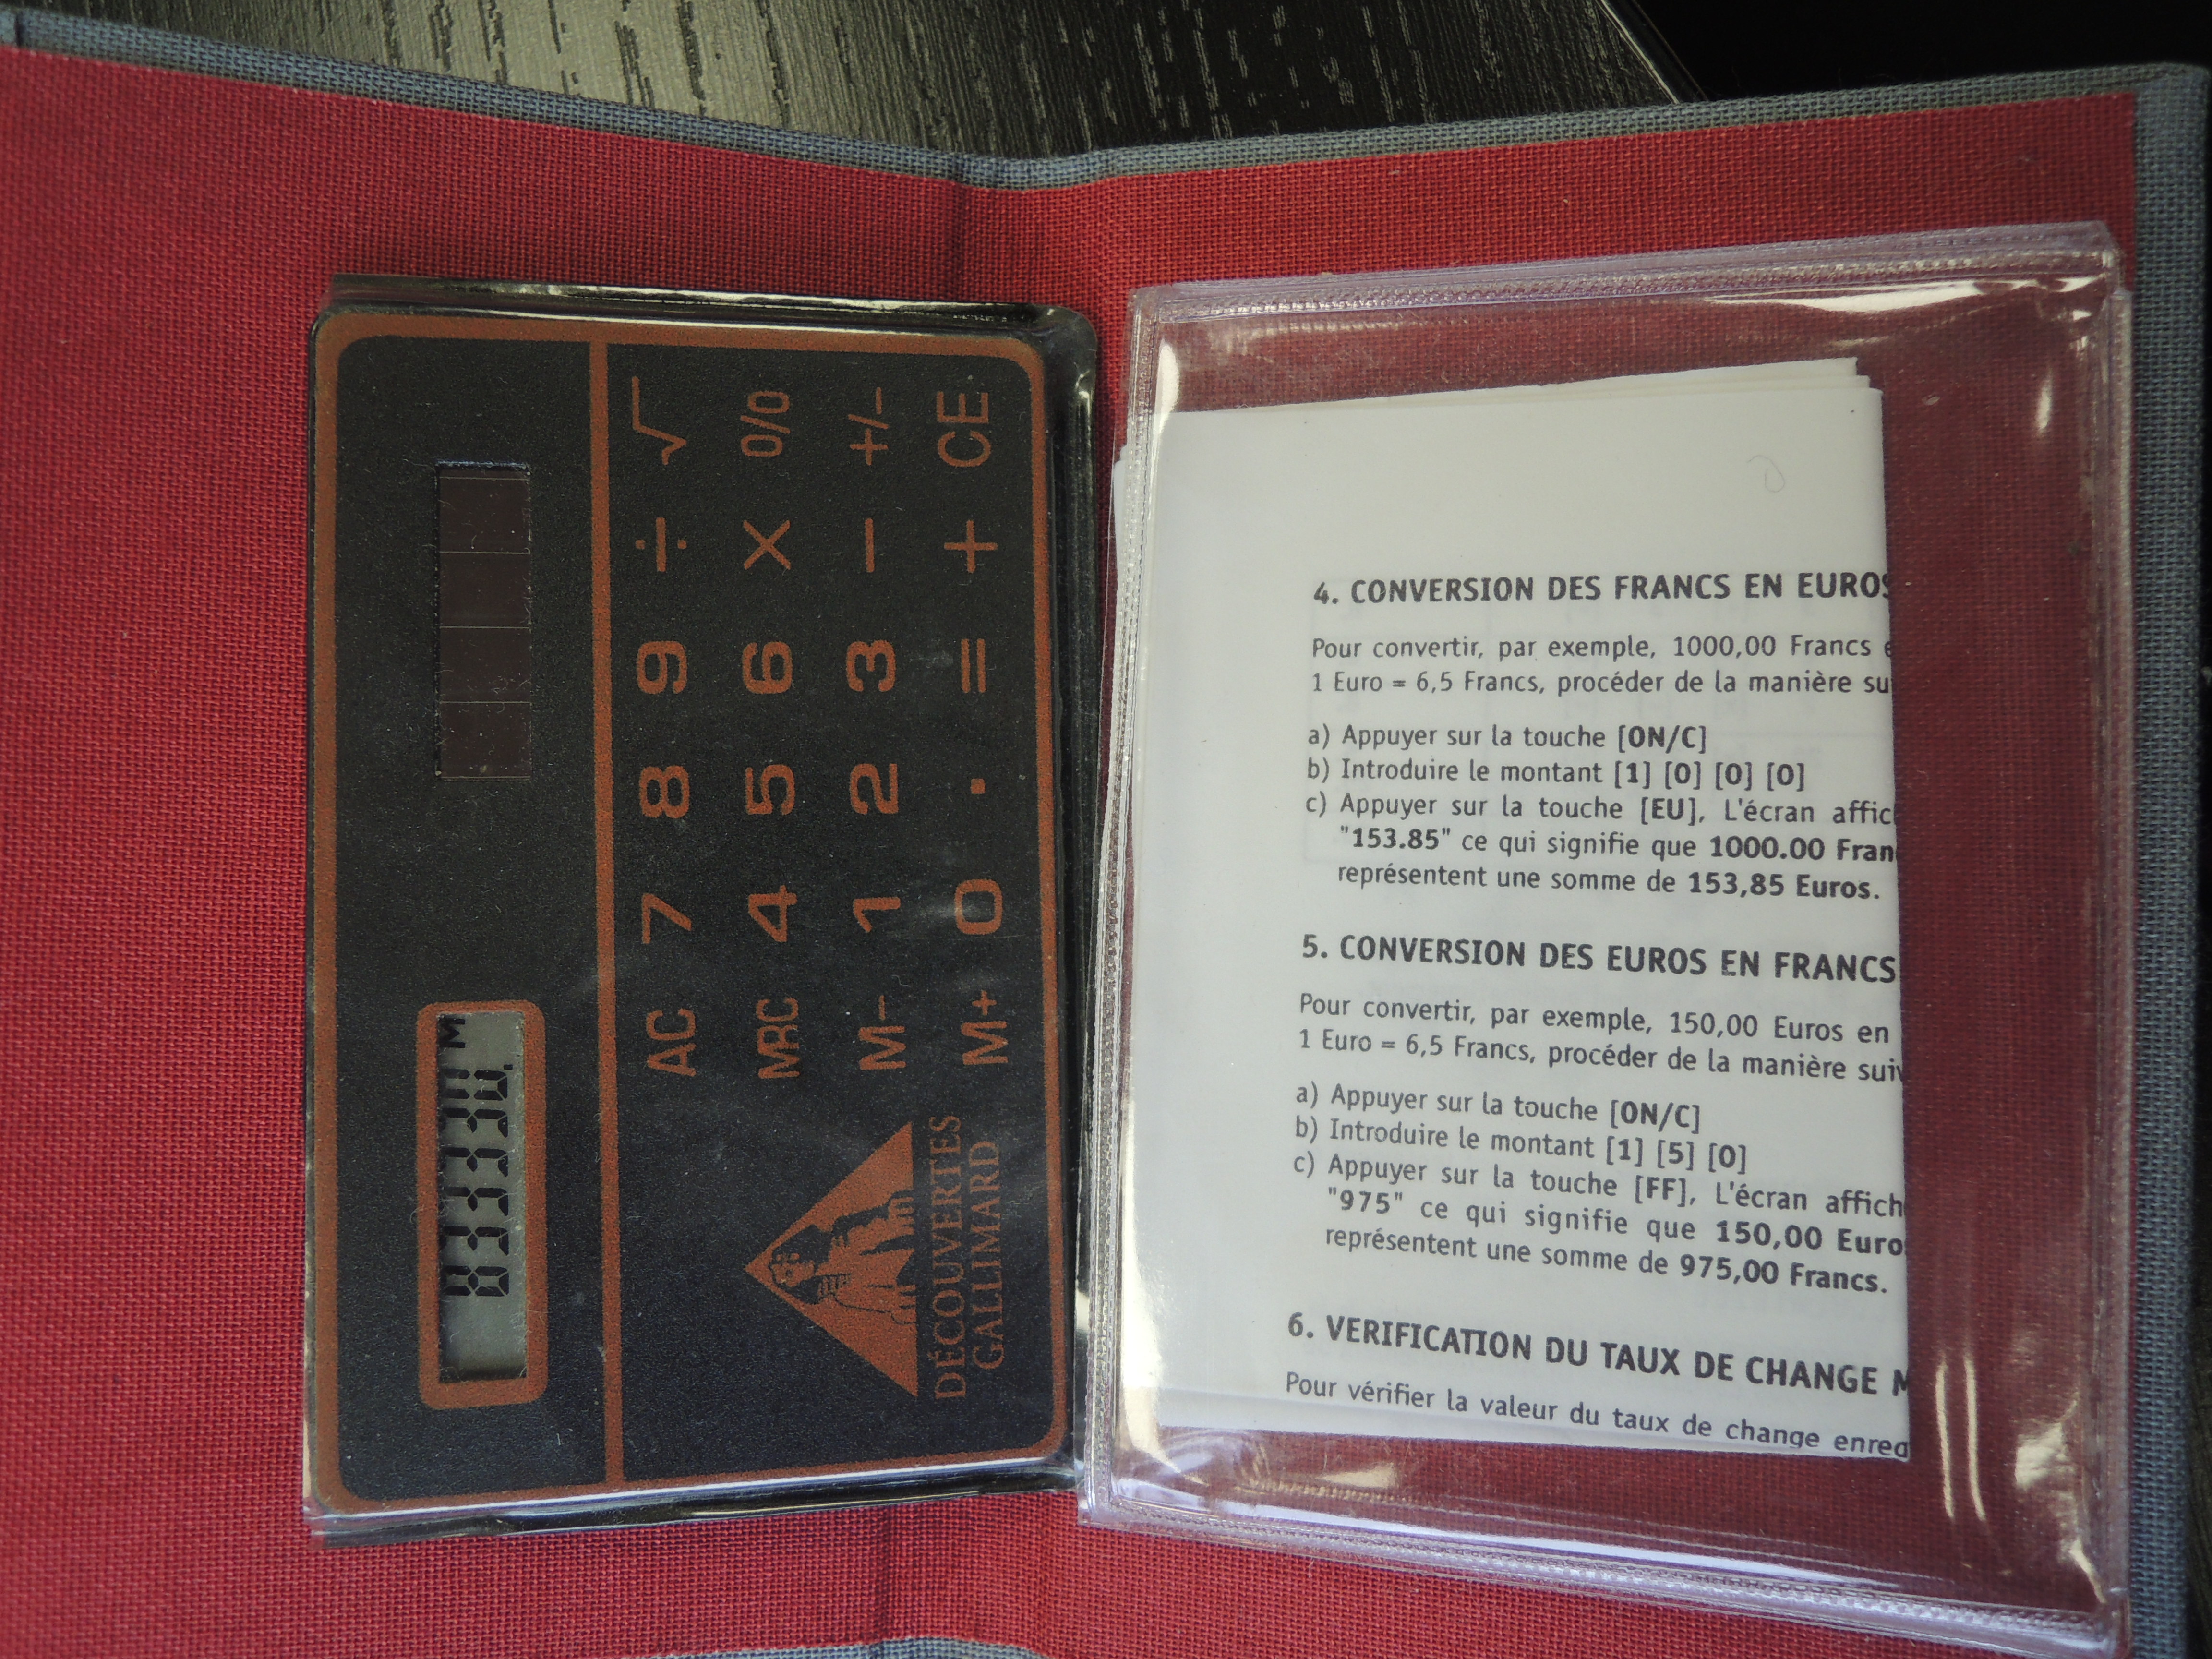 M
AC 7 8 9 ÷ √
MRC 4 5 6 × %
M− 1 2 3 − +/−
M+ 0 . = + CE
DÉCOUVERTES
GALLIMARD
4. CONVERSION DES FRANCS EN EUROS
Pour convertir, par exemple, 1000,00 Francs
1 Euro = 6,5 Francs, procéder de la manière su
a) Appuyer sur la touche [ON/C]
b) Introduire le montant [1] [0] [0] [0]
c) Appuyer sur la touche [EU], L'écran affic
"153.85" ce qui signifie que 1000.00 Fran
représentent une somme de 153,85 Euros.
5. CONVERSION DES EUROS EN FRANCS
Pour convertir, par exemple, 150,00 Euros en
1 Euro = 6,5 Francs, procéder de la manière sui
a) Appuyer sur la touche [ON/C]
b) Introduire le montant [1] [5] [0]
c) Appuyer sur la touche [FF], L'écran affich
"975" ce qui signifie que 150,00 Euro
représentent une somme de 975,00 Francs.
6. VERIFICATION DU TAUX DE CHANGE M
Pour vérifier la valeur du taux de change enreg